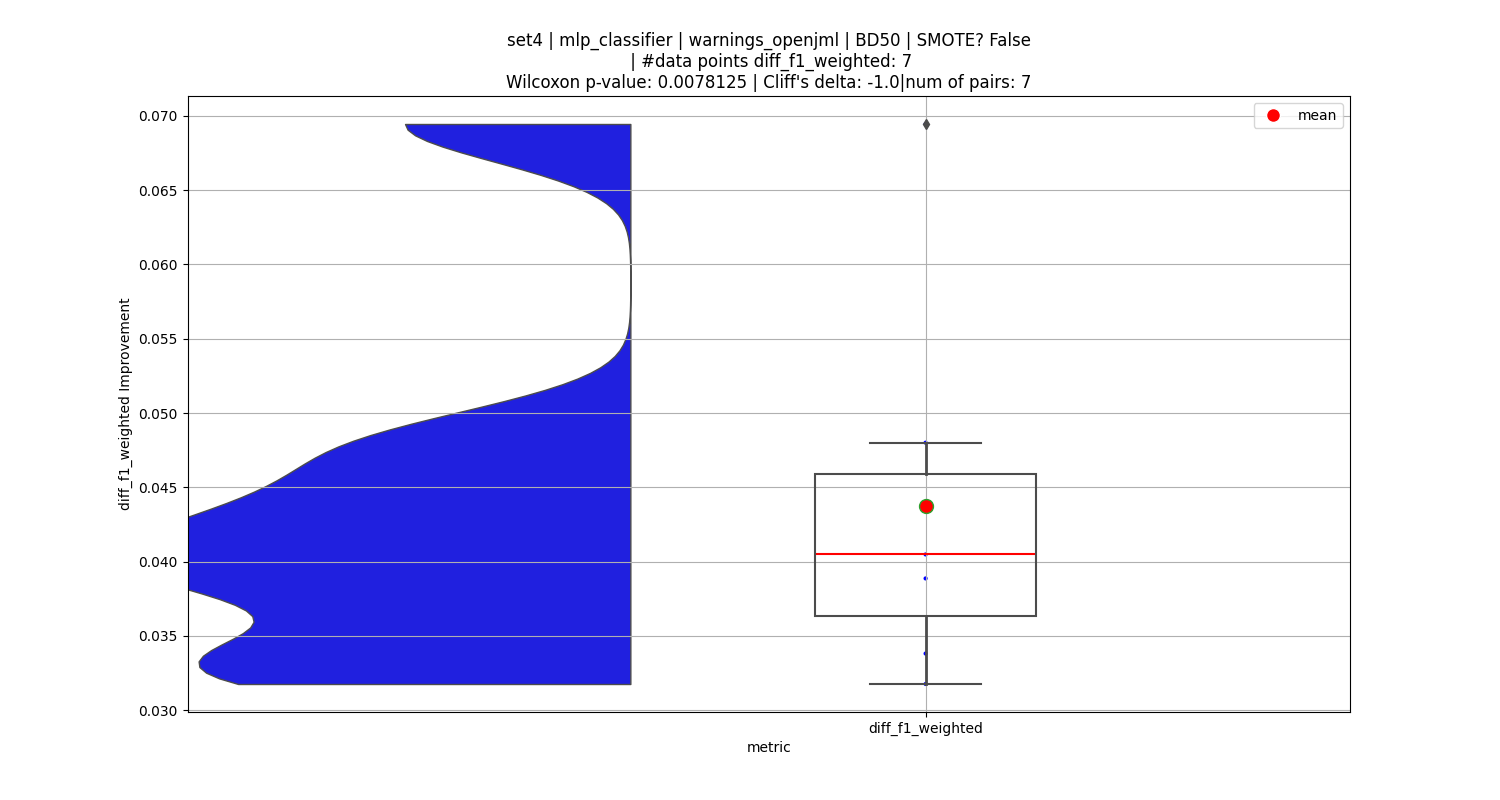 set4 | mlp_classifier | warnings_openjml | BD50 | SMOTE? False
| #data points diff_f1_weighted: 7
Wilcoxon p-value: 0.0078125 | Cliff's delta: -1.0|num of pairs: 7
mean
0.070
0.065
0.060
0.055
0.050
0.045
0.040
0.035
0.030
diff_f1_weighted Improvement
diff_f1_weighted
metric